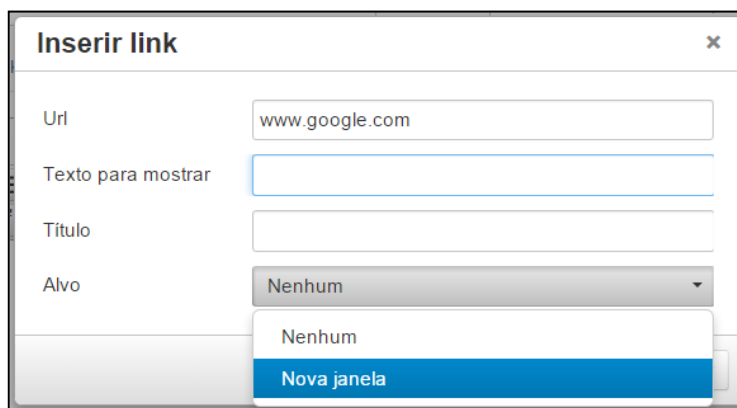 Inserir link
×
Url
www.google.com
Texto para mostrar
Título
Alvo
Nenhum
Nenhum
Nova janela